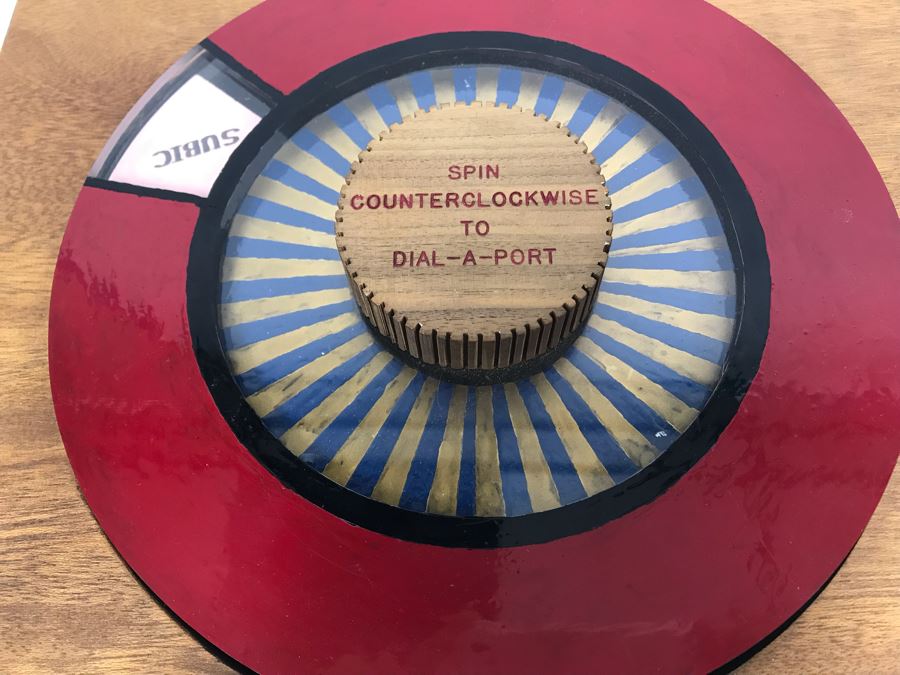 SUBIC
SPIN
COUNTERCLOCKWISE
TO
DIAL-A-PORT